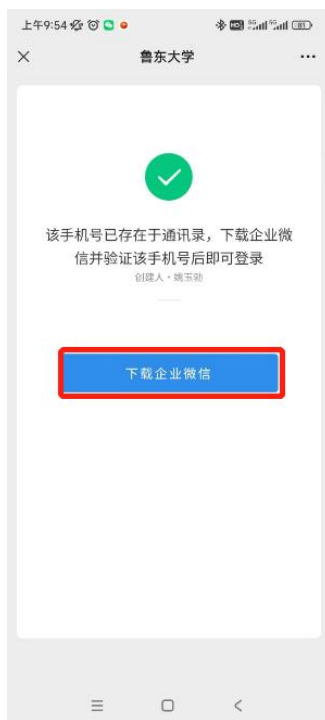 上午9:54
鲁东大学
该手机号已存在于通讯录，下载企业微
信并验证该手机号后即可登录
创建人·姚玉勃
下载企业微信